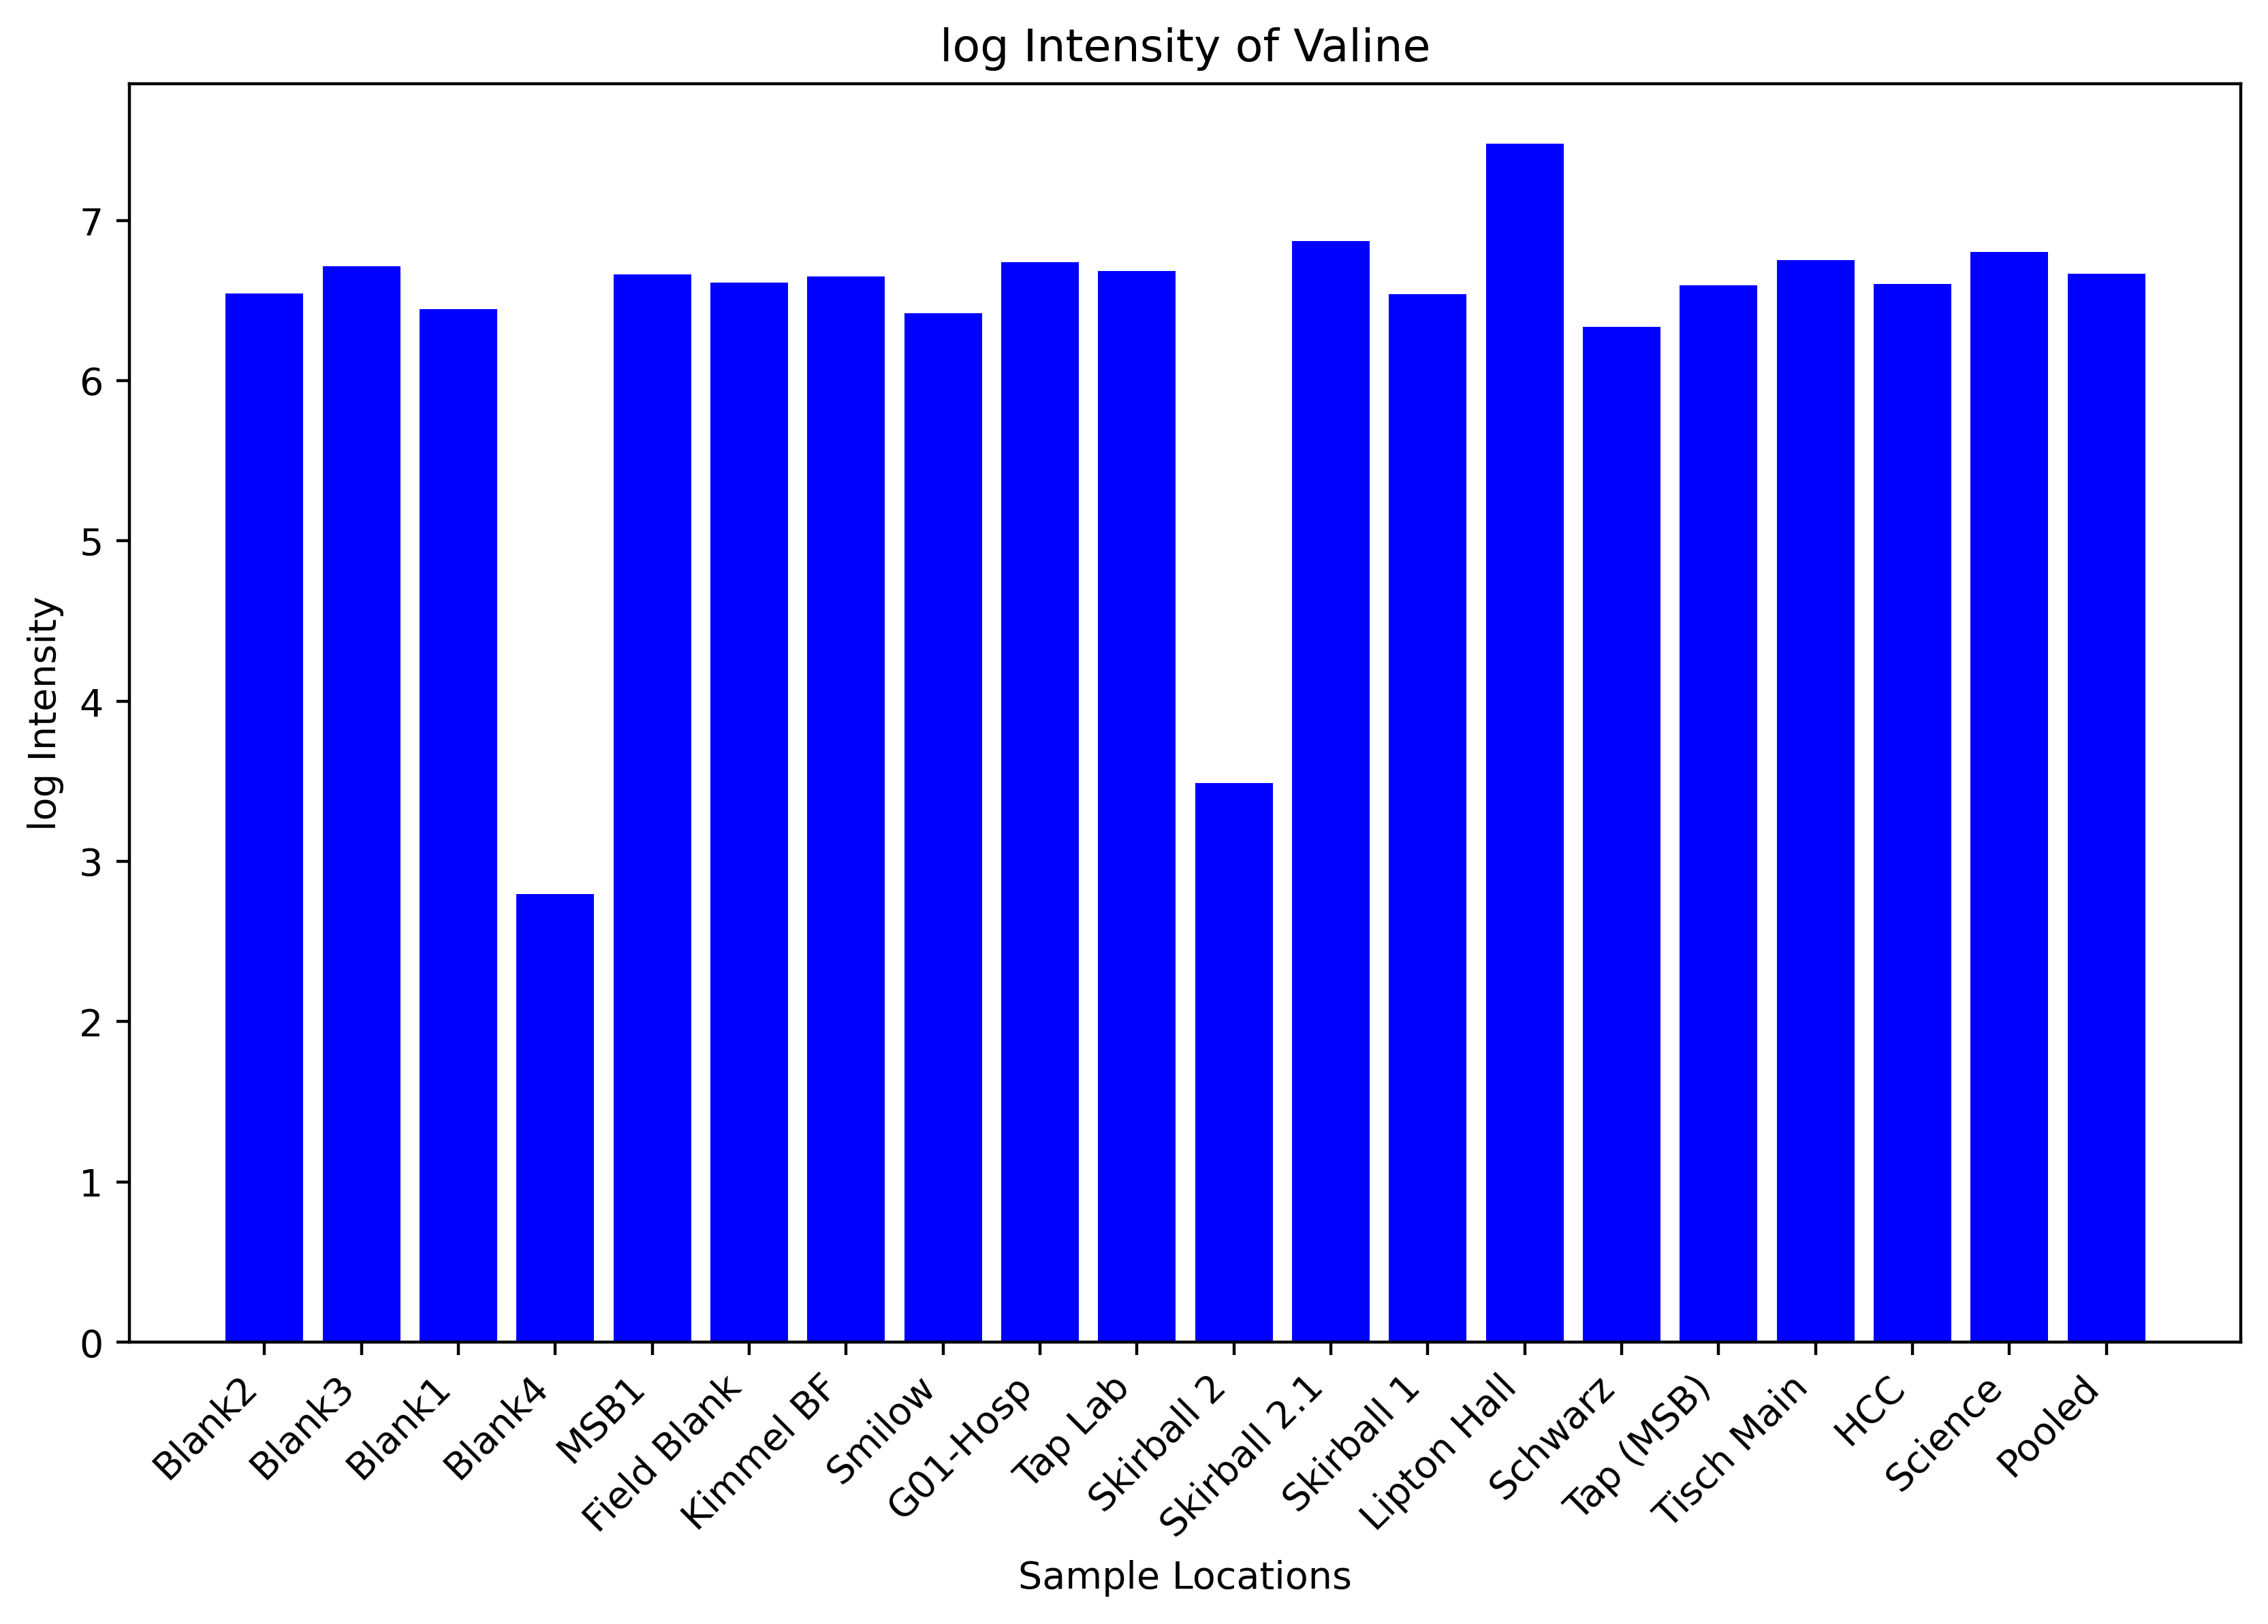 log Intensity of Valine
log Intensity
7
6
5
4
3
2
1
0
Blank2
Blank3
Blank1
Blank4
MSB1
Field Blank
Kimmel BF
Smilow
G01-Hosp
Tap Lab
Skirball 2
Skirball 2.1
Skirball 1
Lipton Hall
Schwarz
Tap (MSB)
Tisch Main
HCC
Science
Pooled
Sample Locations